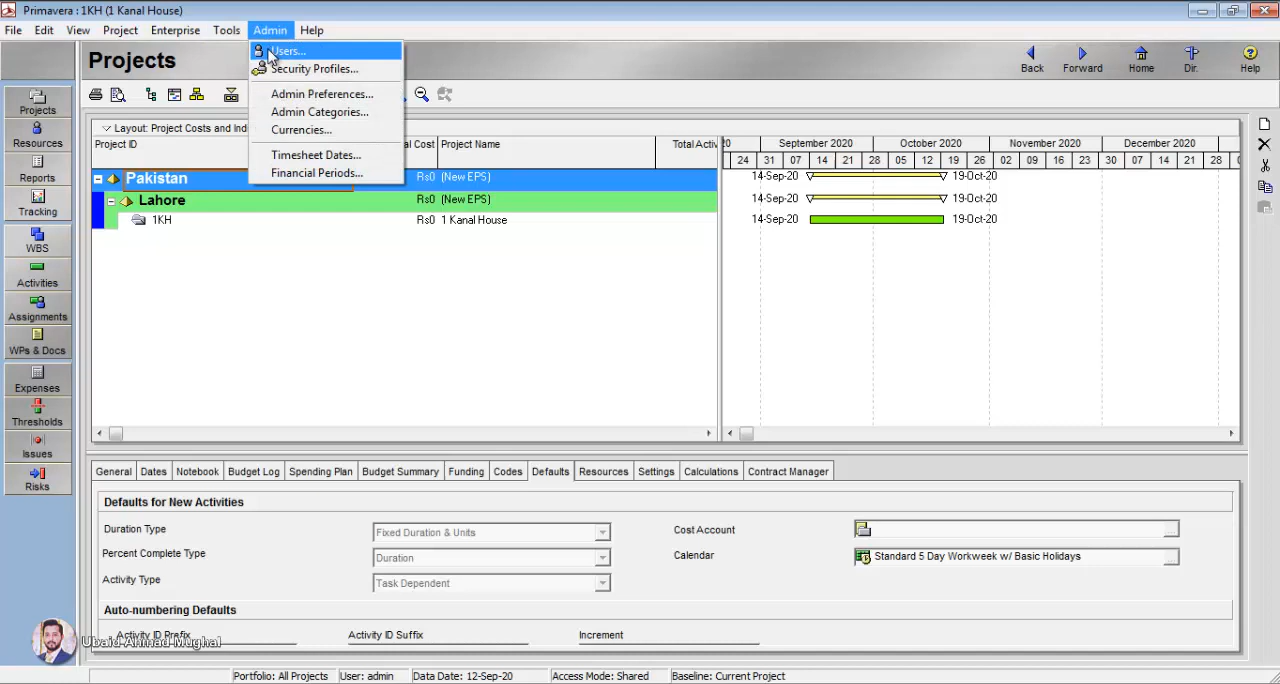 Primavera : 1KH (1 Kanal House)
File Edit View Project Enterprise Tools Admin Help
Users...
Security Profiles...
Admin Preferences...
Admin Categories...
Currencies...
Timesheet Dates...
Financial Periods...
Projects
Back Forward Home Dir. Help
Projects
Resources
Reports
Tracking
WBS
Activities
Assignments
WPs & Docs
Expenses
Thresholds
Issues
Risks
Layout: Project Costs and Indi
Project ID al Cost Project Name Total Activ
20 September 2020 October 2020 November 2020 December 2020
24 31 07 14 21 28 05 12 19 26 02 09 16 23 30 07 14 21 28 0
Pakistan Rs0 (New EPS) 14-Sep-20 19-Oct-20
Lahore Rs0 (New EPS) 14-Sep-20 19-Oct-20
1KH Rs0 1 Kanal House 14-Sep-20 19-Oct-20
General Dates Notebook Budget Log Spending Plan Budget Summary Funding Codes Defaults Resources Settings Calculations Contract Manager
Defaults for New Activities
Duration Type Fixed Duration & Units Cost Account
Percent Complete Type Duration Calendar Standard 5 Day Workweek w/ Basic Holidays
Activity Type Task Dependent
Auto-numbering Defaults
Activity ID Prefix Activity ID Suffix Increment
Ubaid Ahmad Mughal
Portfolio: All Projects User: admin Data Date: 12-Sep-20 Access Mode: Shared Baseline: Current Project